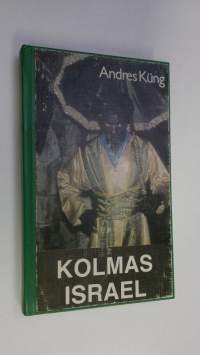 Andres Küng
KOLMAS
ISRAEL